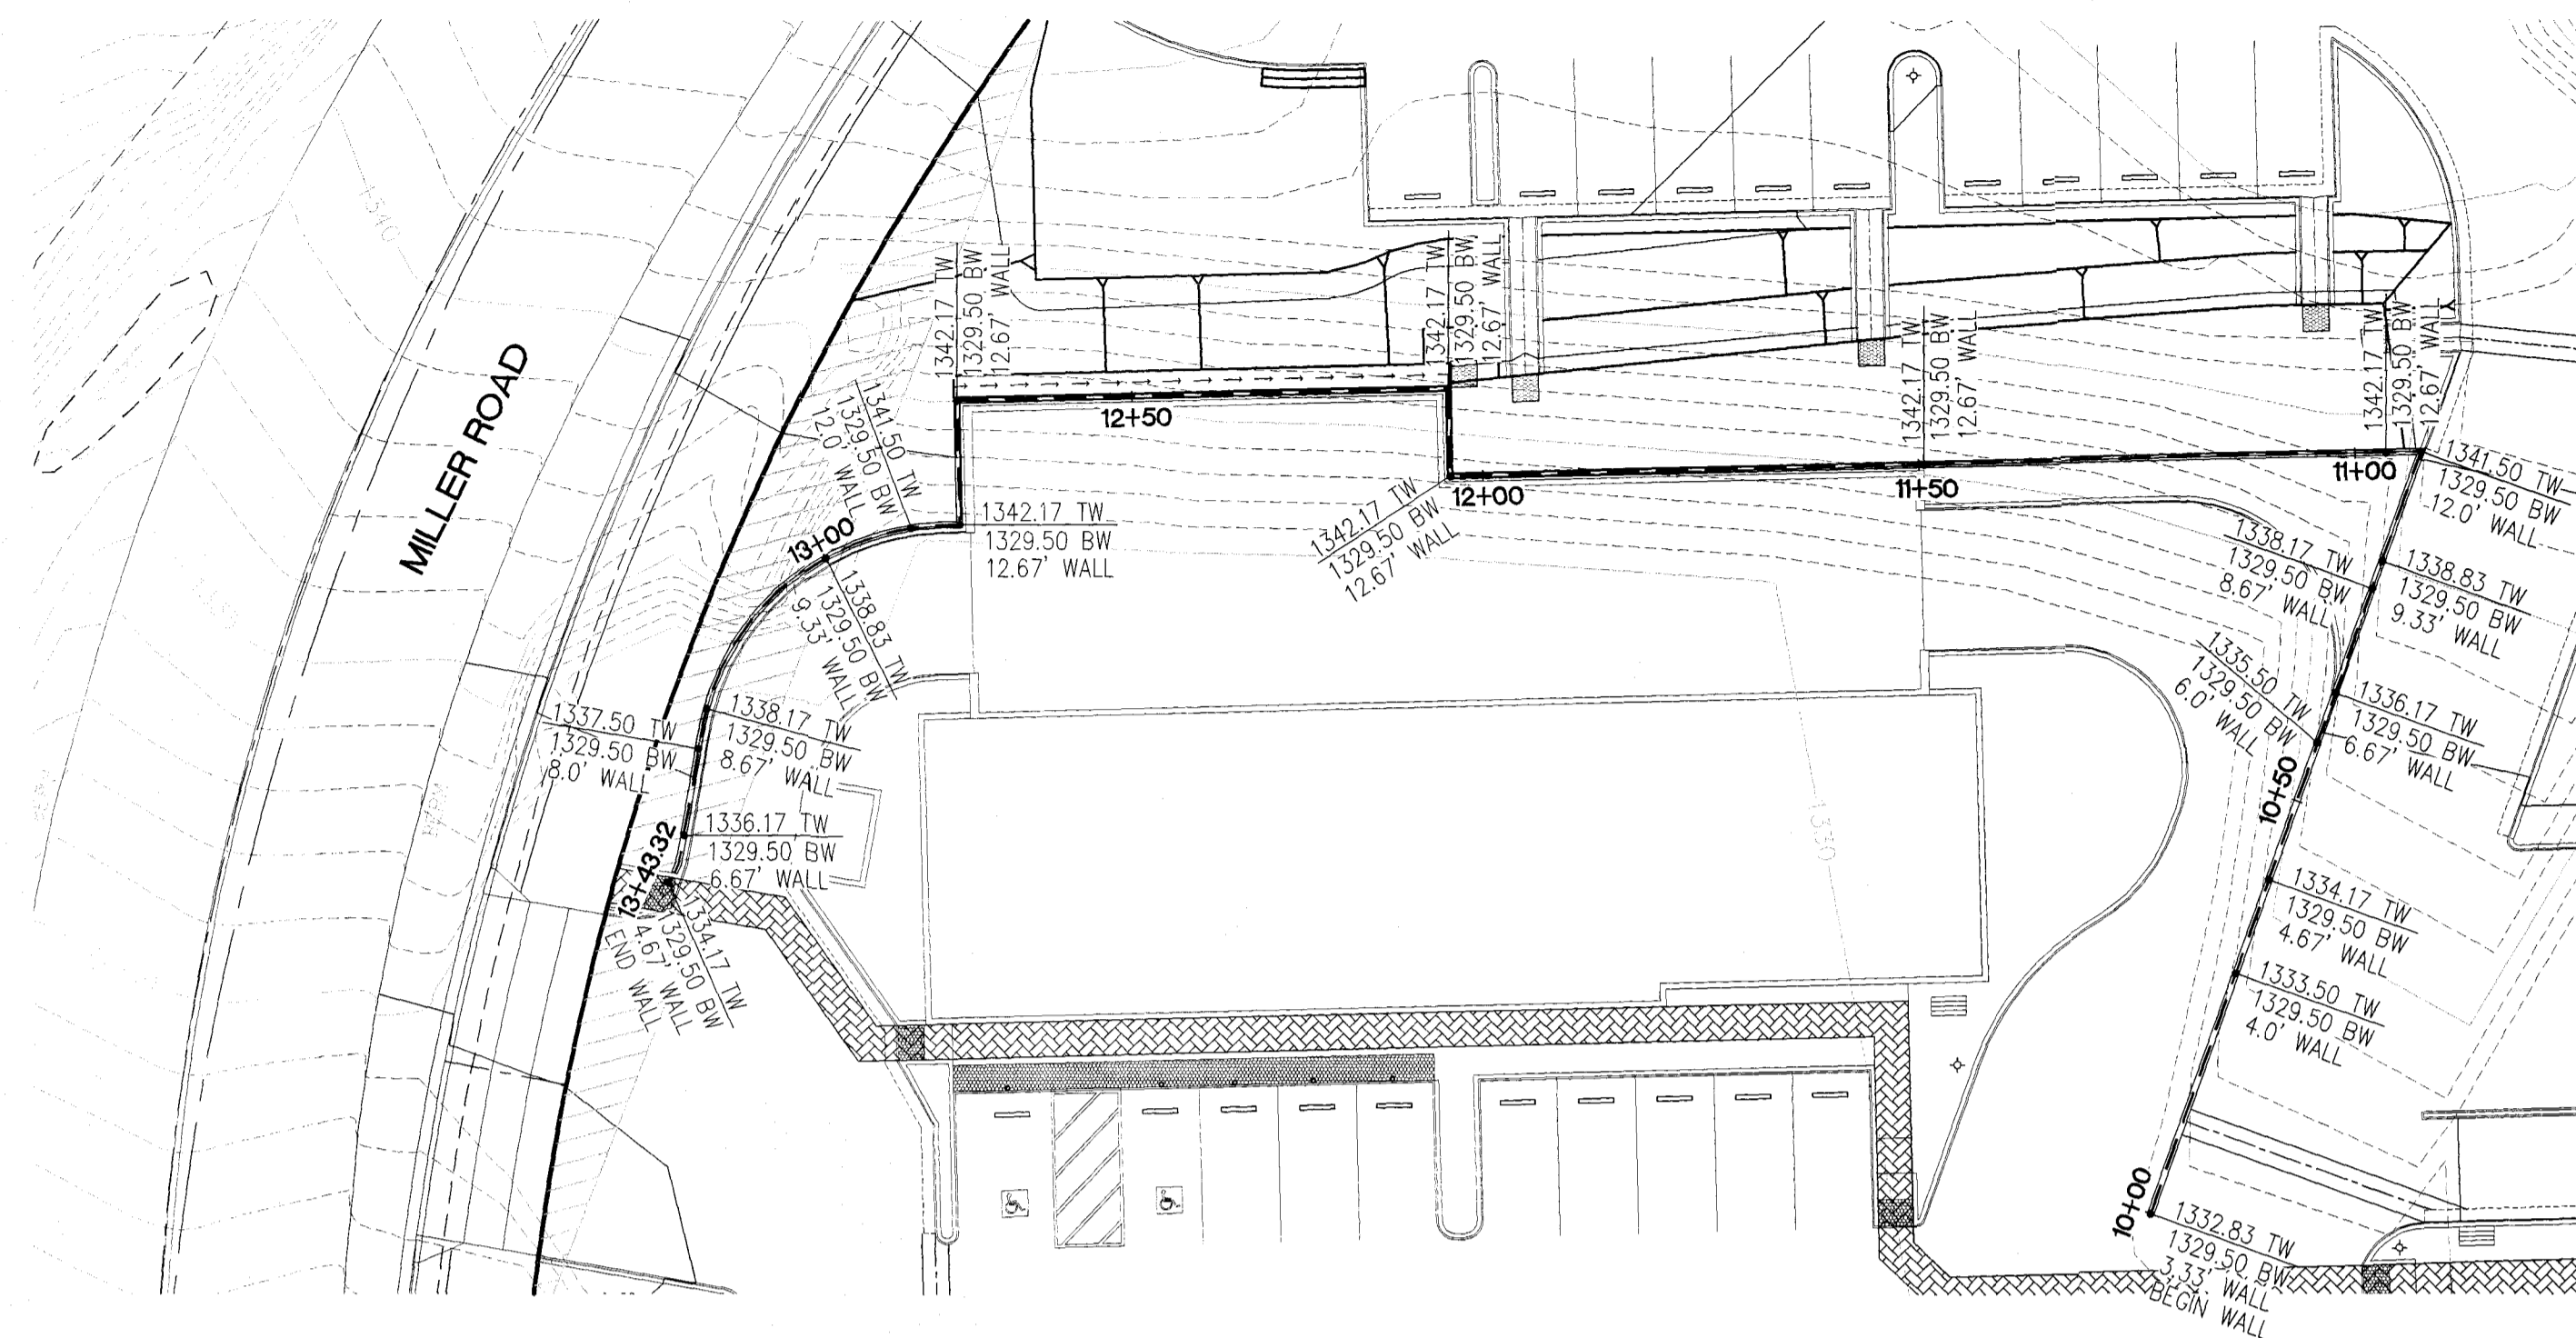 MILLER ROAD
1340
1342.17 TW
1329.50 BW
12.67' WALL
1342.17 TW
1329.50 BW
12.67' WALL
1342.17 TW
1329.50 BW
12.67' WALL
1342.17 TW
1329.50 BW
12.67' WALL
1341.50 TW
1329.50 BW
12.0' WALL
12+50
12+00
11+50
11+00
1341.50 TW
1329.50 BW
12.0' WALL
13+00
1342.17 TW
1329.50 BW
12.67' WALL
1342.17 TW
1329.50 BW
12.67' WALL
1338.17 TW
1329.50 BW
8.67' WALL
1338.83 TW
1329.50 BW
9.33' WALL
1338.83 TW
1329.50 BW
9.33' WALL
1335.50 TW
1329.50 BW
6.0' WALL
1336.17 TW
1329.50 BW
6.67' WALL
1337.50 TW
1329.50 BW
8.0' WALL
1338.17 TW
1329.50 BW
8.67' WALL
10+50
1330
1336.17 TW
1329.50 BW
6.67' WALL
13+43.32
1334.17 TW
1329.50 BW
4.67' WALL
END WALL
1334.17 TW
1329.50 BW
4.67' WALL
1333.50 TW
1329.50 BW
4.0' WALL
10+00
1332.83 TW
1329.50 BW
3.33' WALL
BEGIN WALL